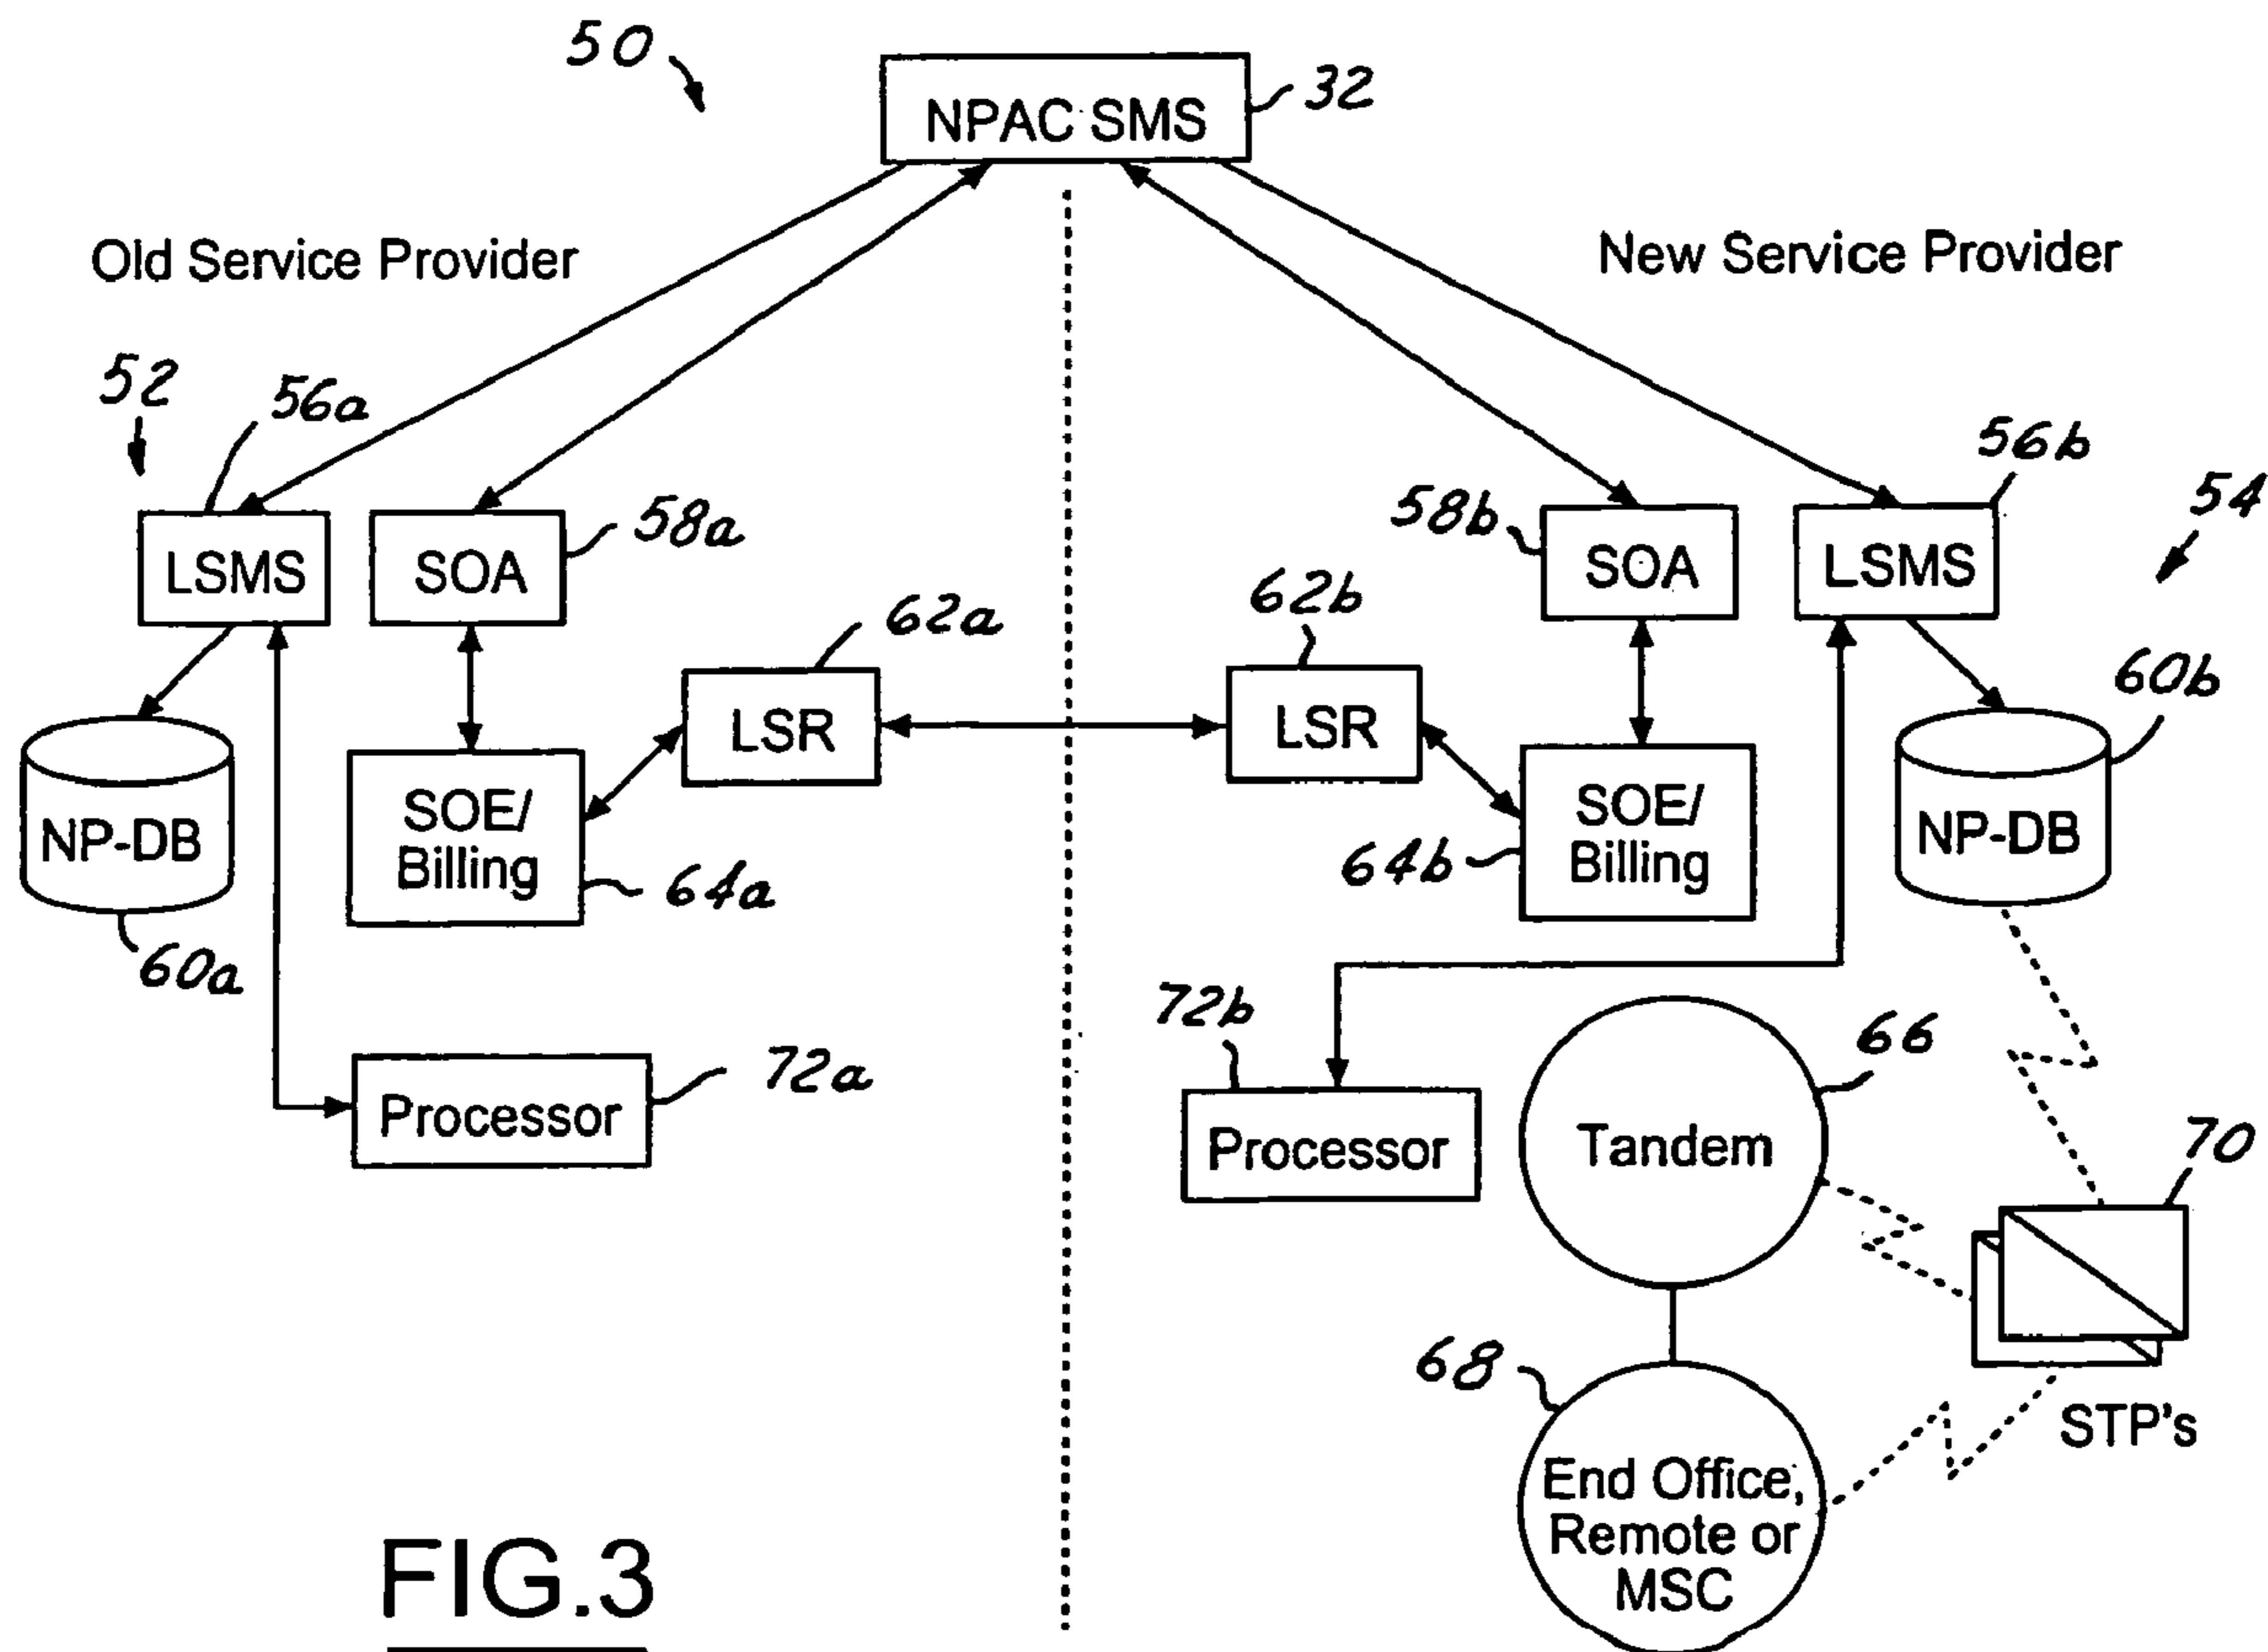 50
NPAC SMS
32
Old Service Provider
New Service Provider
52
56a
56b
54
LSMS
SOA
58a
58b
SOA
LSMS
62a
62b
60b
LSR
LSR
NP-DB
SOE/
Billing
SOE/
Billing
NP-DB
64a
64b
60a
72b
66
Processor
72a
Processor
Tandem
70
68
STP's
End Office,
Remote or
MSC
FIG.3